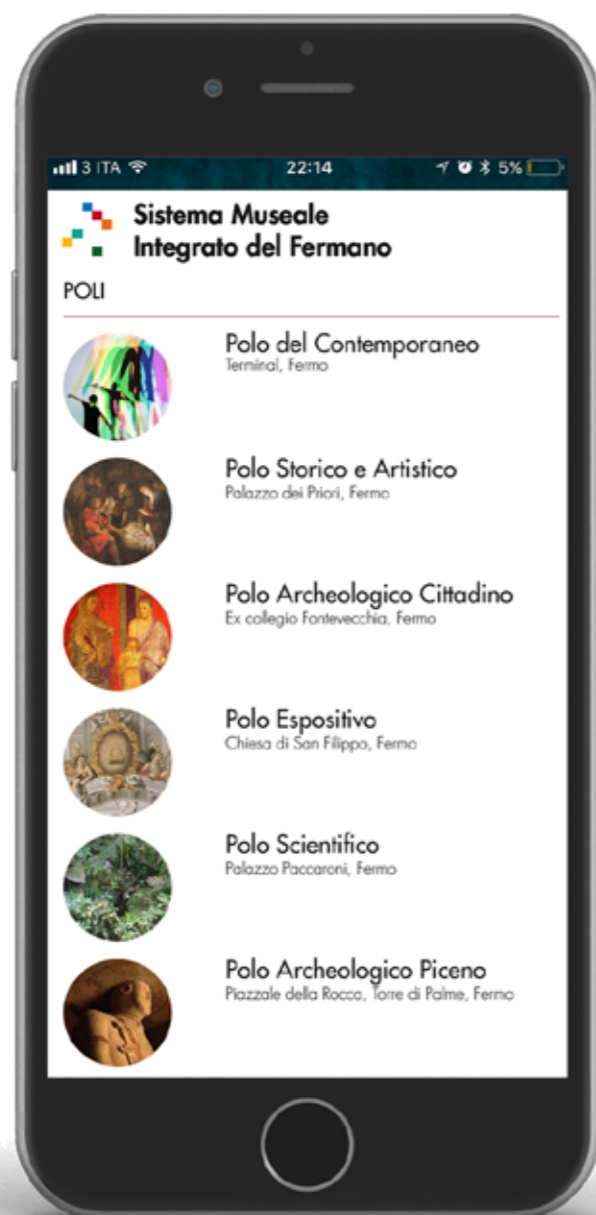 3 ITA
22:14
5%
Sistema Museale
Integrato del Fermano
POLI
Polo del Contemporaneo
Terminal, Fermo
Polo Storico e Artistico
Palazzo dei Priori, Fermo
Polo Archeologico Cittadino
Ex collegio Fontevecchia, Fermo
Polo Espositivo
Chiesa di San Filippo, Fermo
Polo Scientifico
Palazzo Paccaroni, Fermo
Polo Archeologico Piceno
Piazzale della Rocca, Torre di Palme, Fermo